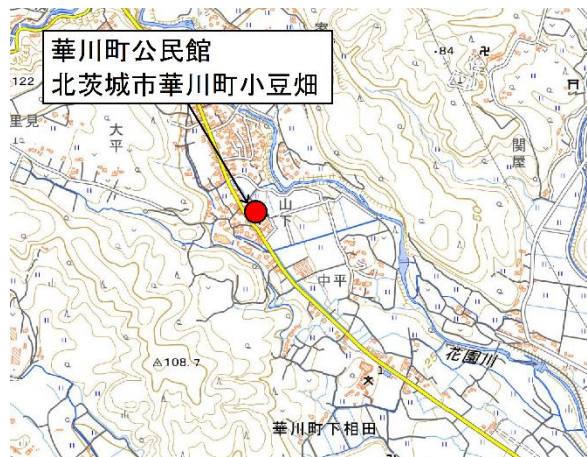 華川町公民館
北茨城市華川町小豆畑
・84
122
里見
大平
関屋
山下
50
中平
108.7
花園川
華川町下相田